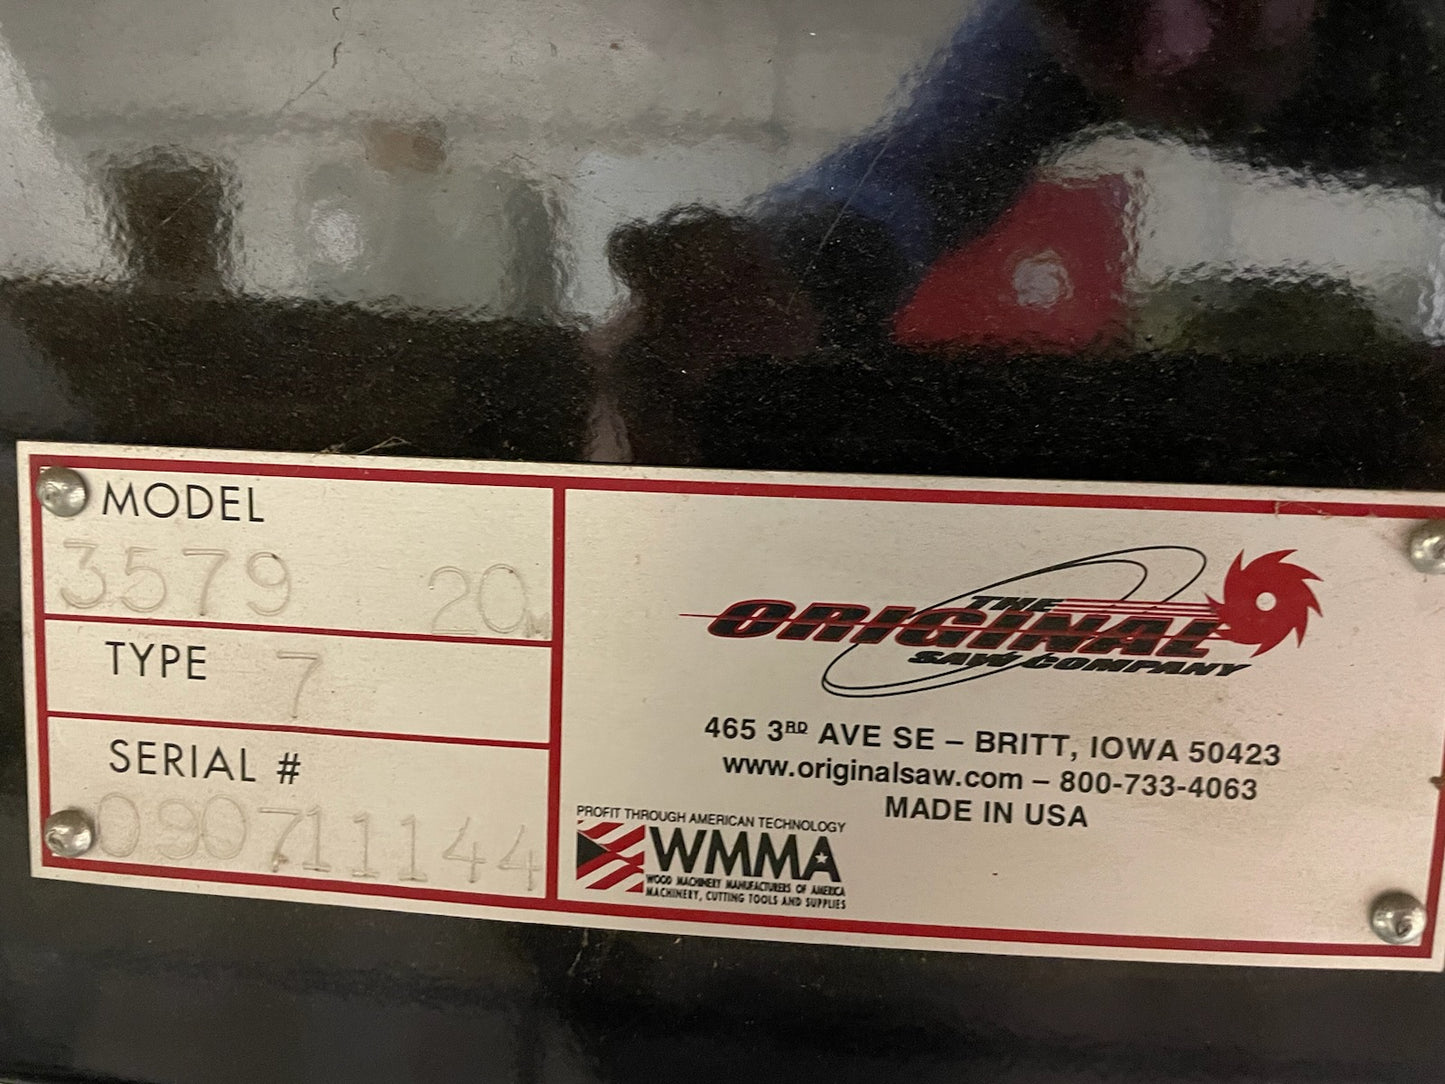 MODEL
3579 20
TYPE 7
SERIAL #
090711144
THE
ORIGINAL
SAW COMPANY
465 3RD AVE SE – BRITT, IOWA 50423
www.originalsaw.com – 800-733-4063
MADE IN USA
PROFIT THROUGH AMERICAN TECHNOLOGY
WMMA
WOOD MACHINERY MANUFACTURERS OF AMERICA
MACHINERY, CUTTING TOOLS AND SUPPLIES